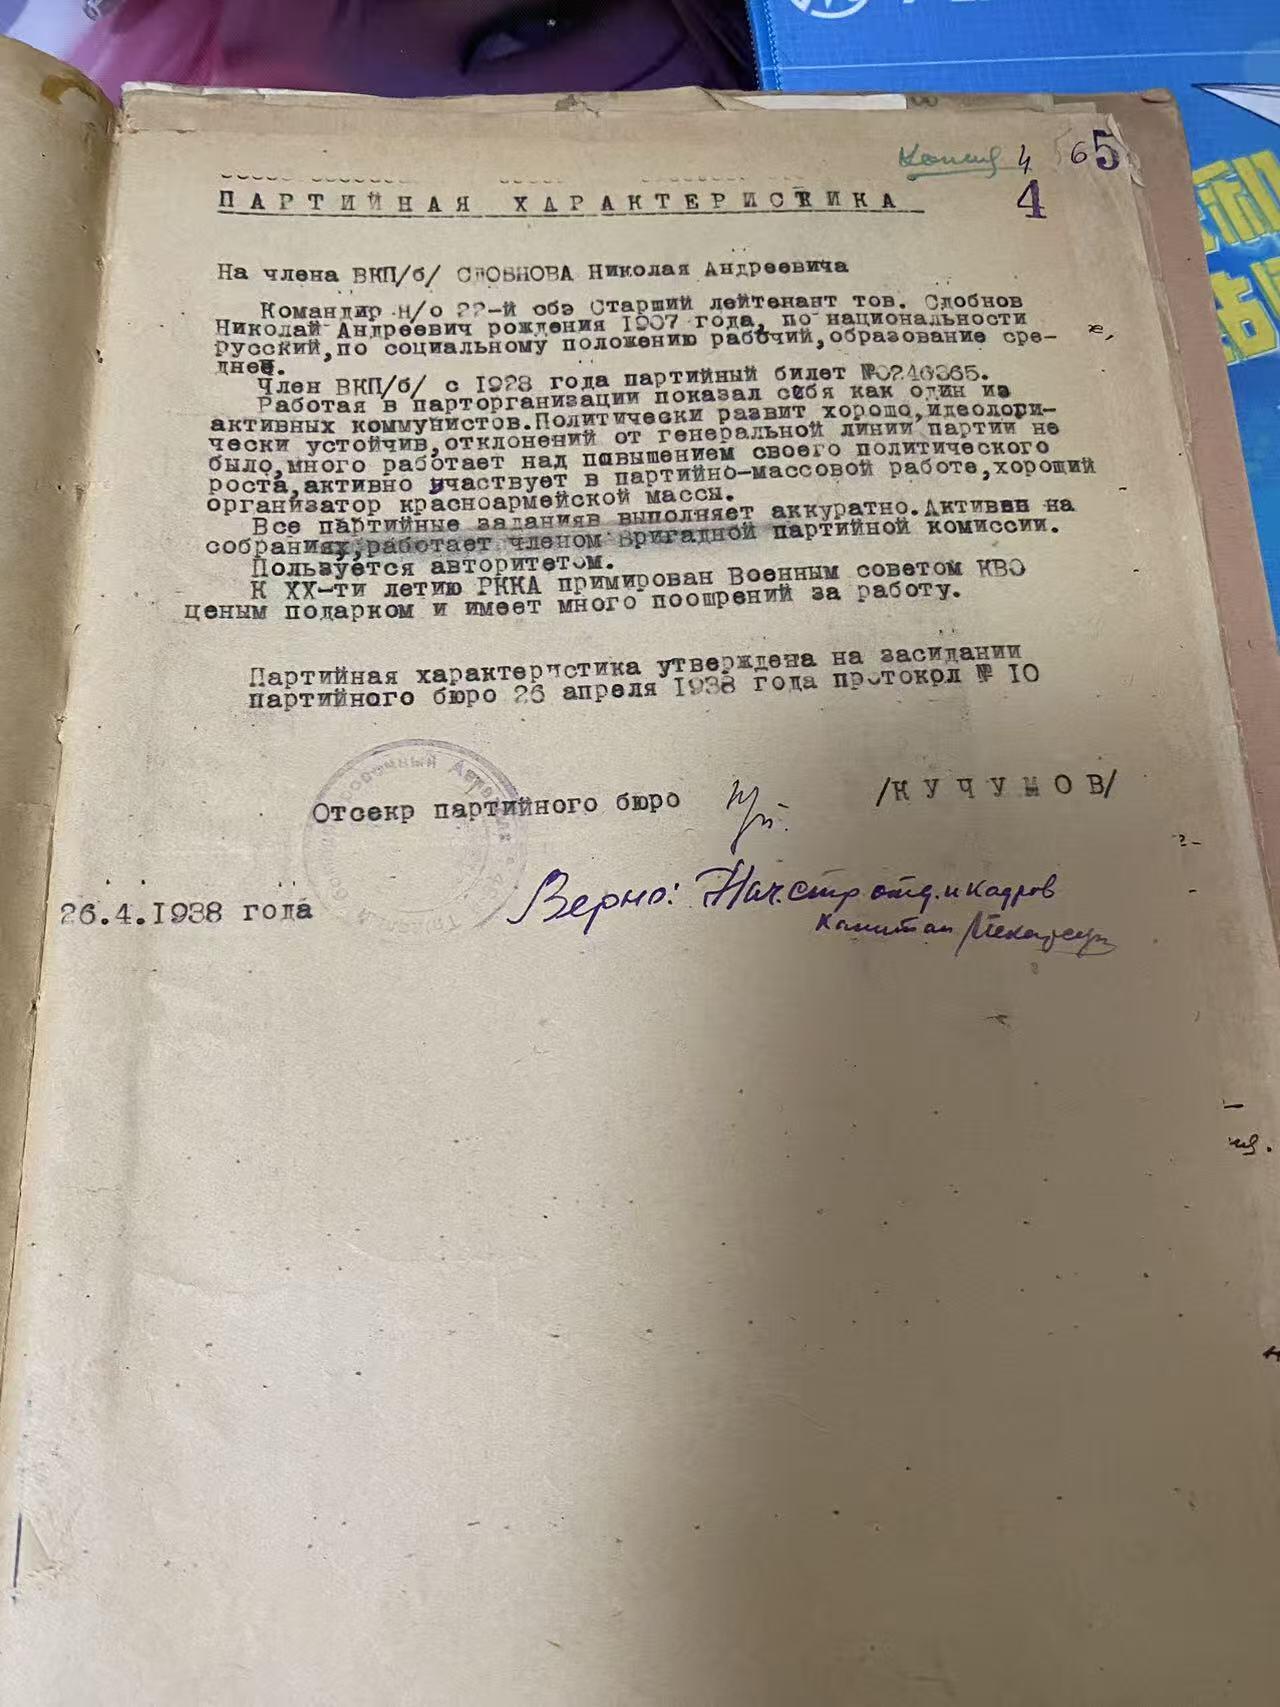 Копия 4 65
4
ПАРТИЙНАЯ ХАРАКТЕРИСТИКА
На члена ВКП/б/ СЛОБНОВА Николая Андреевича
Командир н/о 22-й обэ Старший лейтенант тов. Слобнов
Николай Андреевич рождения 1907 года, по национальности
Русский,по социальному положению рабочий,образование сре-
днее.
Член ВКП/б/ с 1928 года партийный билет №0246365.
Работая в парторганизации показал себя как один из
активных коммунистов.Политически развит хорошо,идеологи-
чески устойчив,отклонений от генеральной линии партии не
было,много работает над повышением своего политического
роста,активно участвует в партийно-массовой работе,хороший
организатор красноармейской массы.
Все партийные заданияв выполняет аккуратно.Активен на
собраниях,работает членом Бригадной партийной комиссии.
Пользуется авторитетом.
К ХХ-ти летию РККА примирован Военным советом КВО
ценым подарком и имеет много поощрений за работу.
Партийная характеристика утверждена на засидании
партийного бюро 26 апреля 1938 года протокол № 10
Отсекр партийного бюро /КУЧУМОВ/
Верно: Нач.стр отд. и кадров
капитан
26.4.1938 года